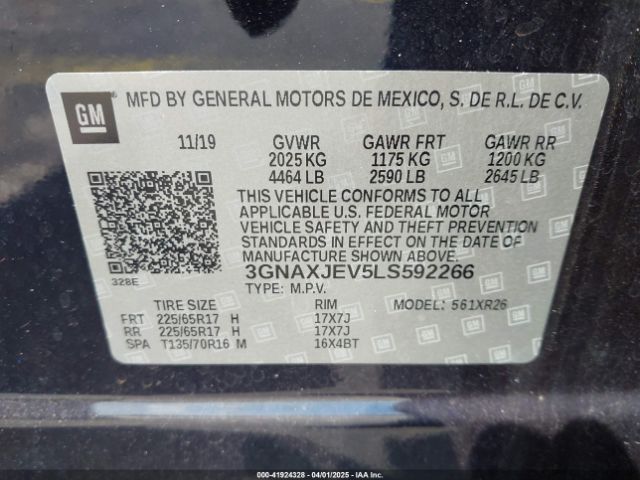 GM
MFD BY GENERAL MOTORS DE MEXICO, S. DE R.L. DE C.V.
11/19 GVWR GAWR FRT GAWR RR
2025 KG 1175 KG 1200 KG
4464 LB 2590 LB 2645 LB
THIS VEHICLE CONFORMS TO ALL
APPLICABLE U.S. FEDERAL MOTOR
VEHICLE SAFETY AND THEFT PREVENTION
STANDARDS IN EFFECT ON THE DATE OF
MANUFACTURE SHOWN ABOVE.
328E 3GNAXJEV5LS592266
TYPE: M.P.V.
TIRE SIZE RIM MODEL: 561XR26
FRT 225/65R17 H 17X7J
RR 225/65R17 H 17X7J
SPA T135/70R16 M 16X4BT
000-41924328 04/01/2025 IAAI.COM